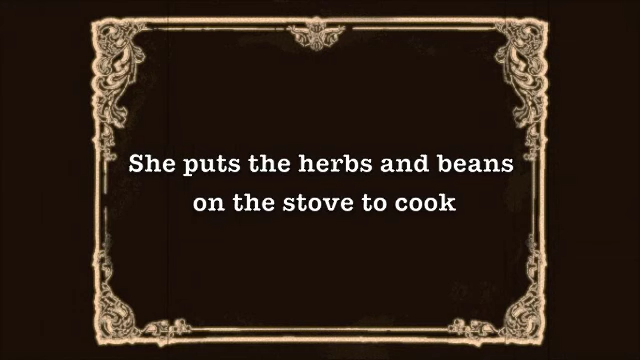 She puts the herbs and beans
on the stove to cook